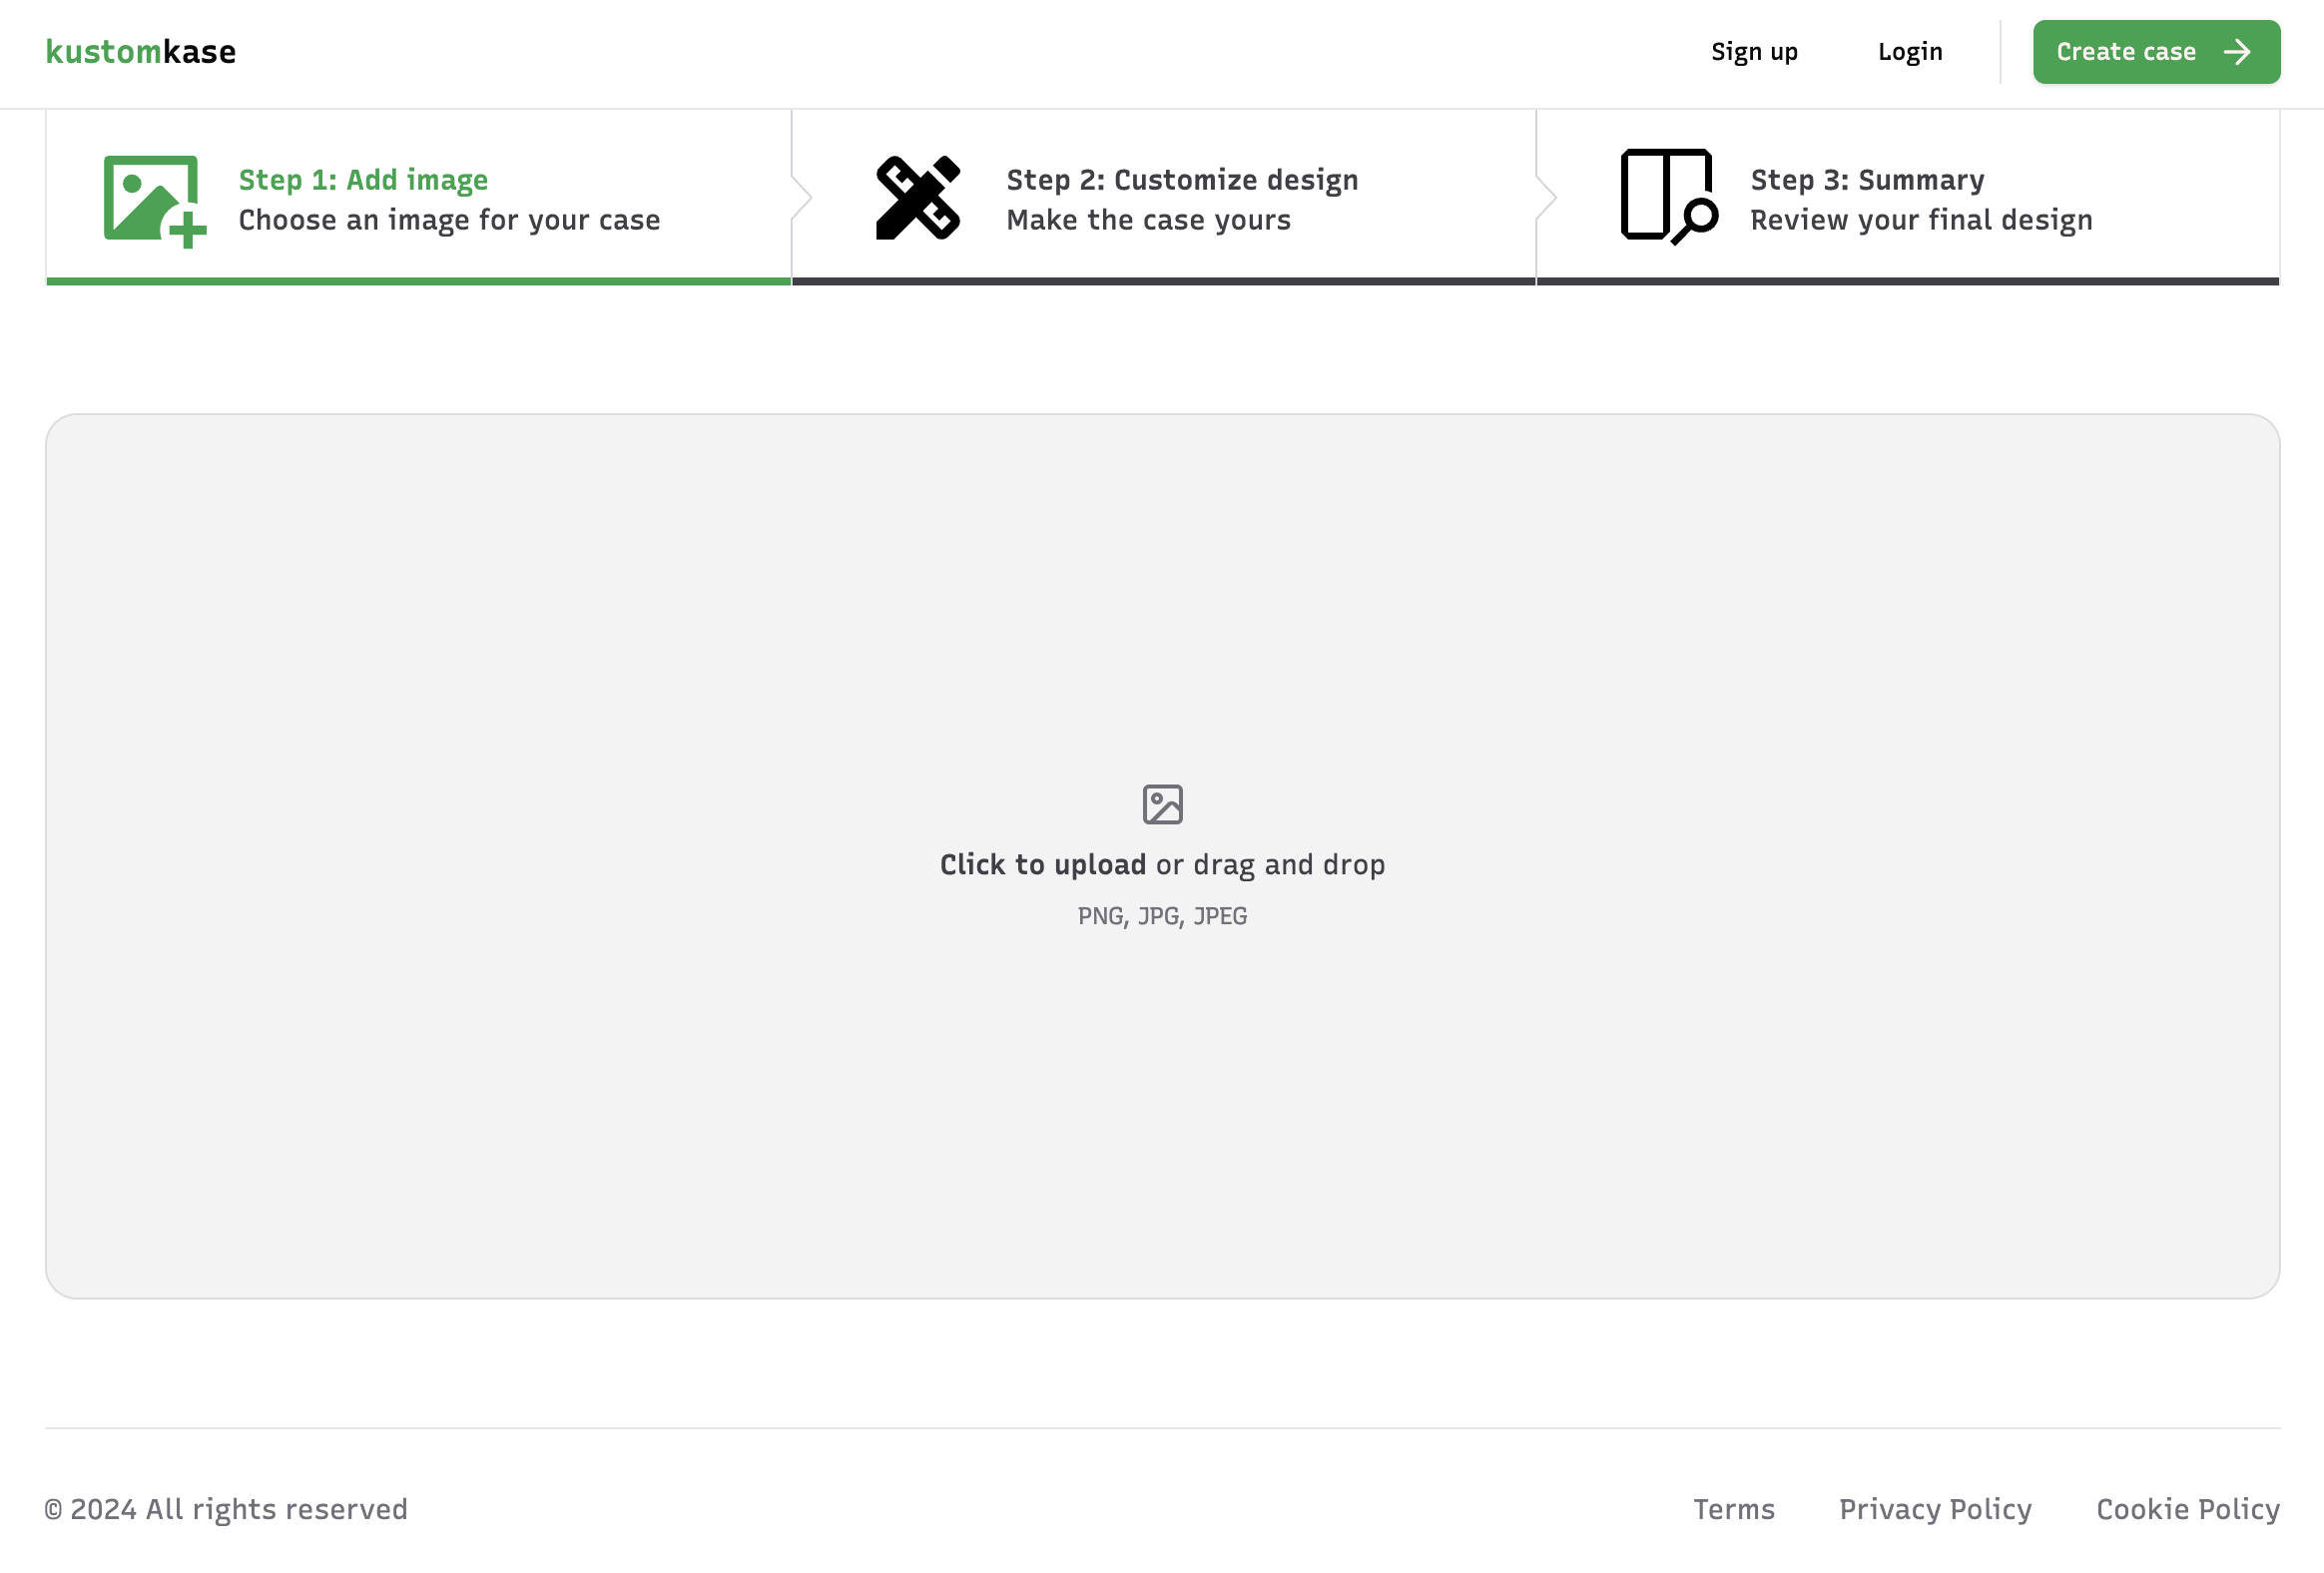 kustomkase
Sign up
Login
Create case
Step 1: Add image
Choose an image for your case
Step 2: Customize design
Make the case yours
Step 3: Summary
Review your final design
Click to upload or drag and drop
PNG, JPG, JPEG
© 2024 All rights reserved
Terms
Privacy Policy
Cookie Policy